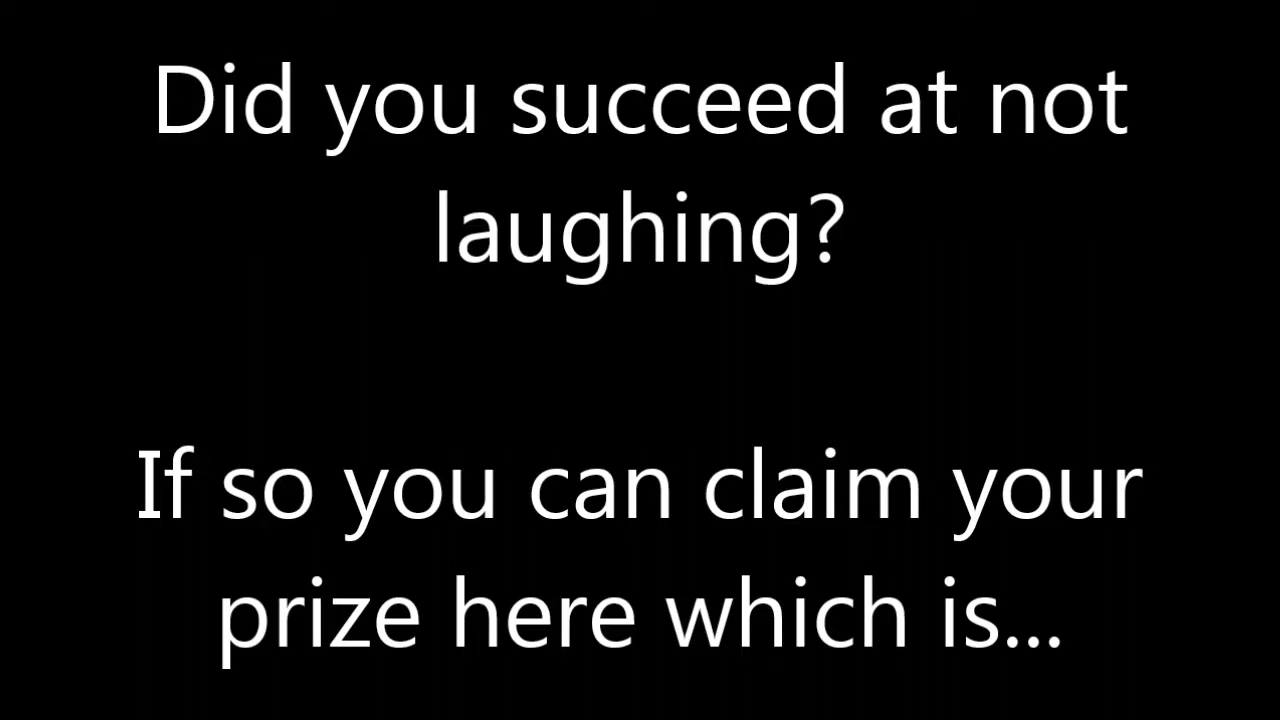 Did you succeed at not
laughing?
If so you can claim your
prize here which is...